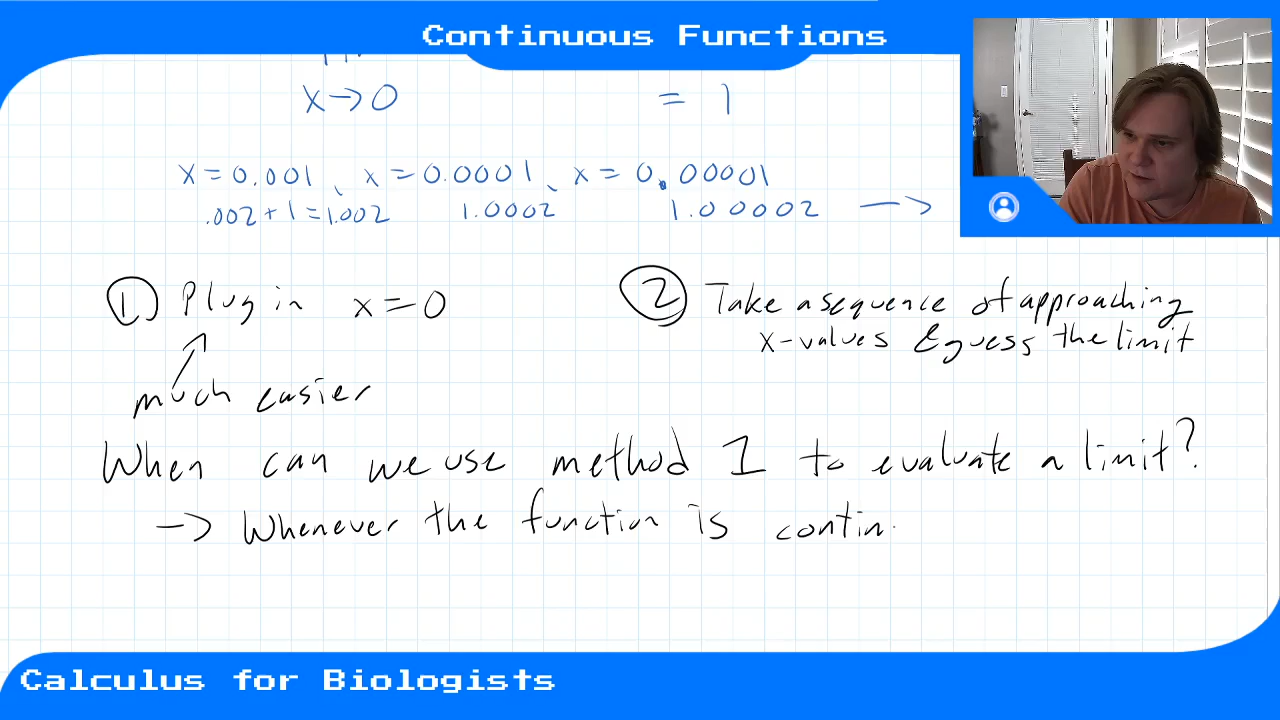 Continuous Functions
x→0 = 1
x = 0.001, x = 0.0001, x = 0.00001
.002 + 1 = 1.002 1.0002 1.00002 →
① Plug in x = 0
② Take a sequence of approaching
x-values & guess the limit
much easier
When can we use method 1 to evaluate a limit?
→ Whenever the function is contin
Calculus for Biologists